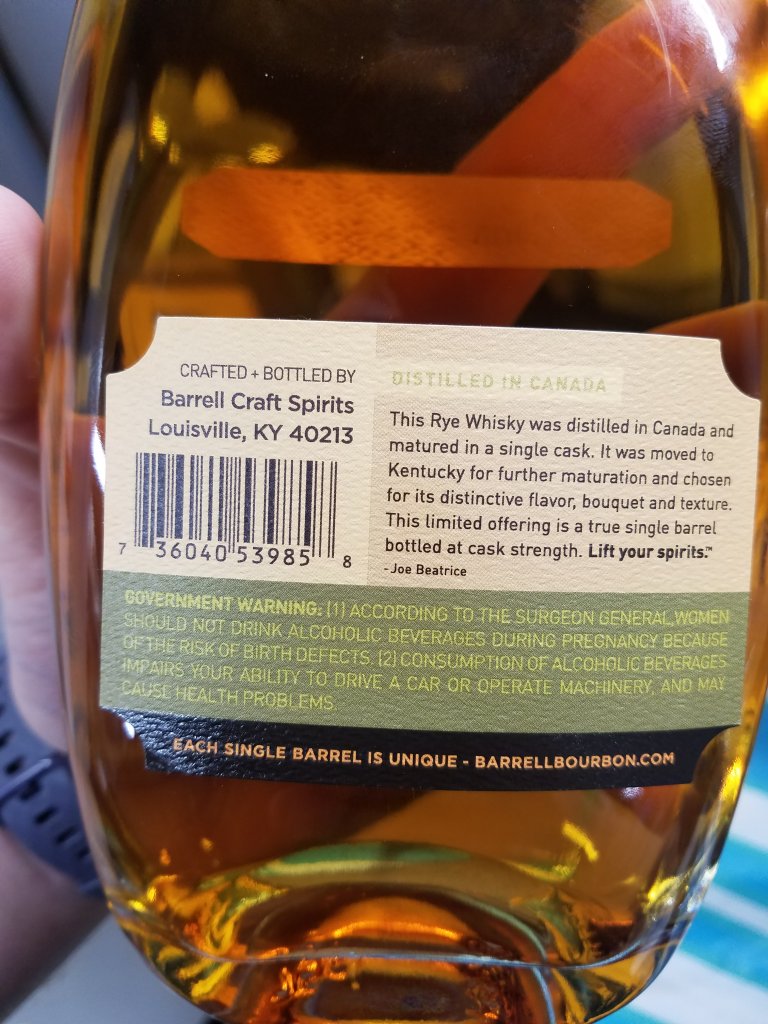 CRAFTED + BOTTLED BY
Barrell Craft Spirits
Louisville, KY 40213
7 36040 53985 8
DISTILLED IN CANADA
This Rye Whisky was distilled in Canada and
matured in a single cask. It was moved to
Kentucky for further maturation and chosen
for its distinctive flavor, bouquet and texture.
This limited offering is a true single barrel
bottled at cask strength. Lift your spirits.™
- Joe Beatrice
GOVERNMENT WARNING: (1) ACCORDING TO THE SURGEON GENERAL, WOMEN
SHOULD NOT DRINK ALCOHOLIC BEVERAGES DURING PREGNANCY BECAUSE
OF THE RISK OF BIRTH DEFECTS. (2) CONSUMPTION OF ALCOHOLIC BEVERAGES
IMPAIRS YOUR ABILITY TO DRIVE A CAR OR OPERATE MACHINERY, AND MAY
CAUSE HEALTH PROBLEMS.
EACH SINGLE BARREL IS UNIQUE - BARRELLBOURBON.COM